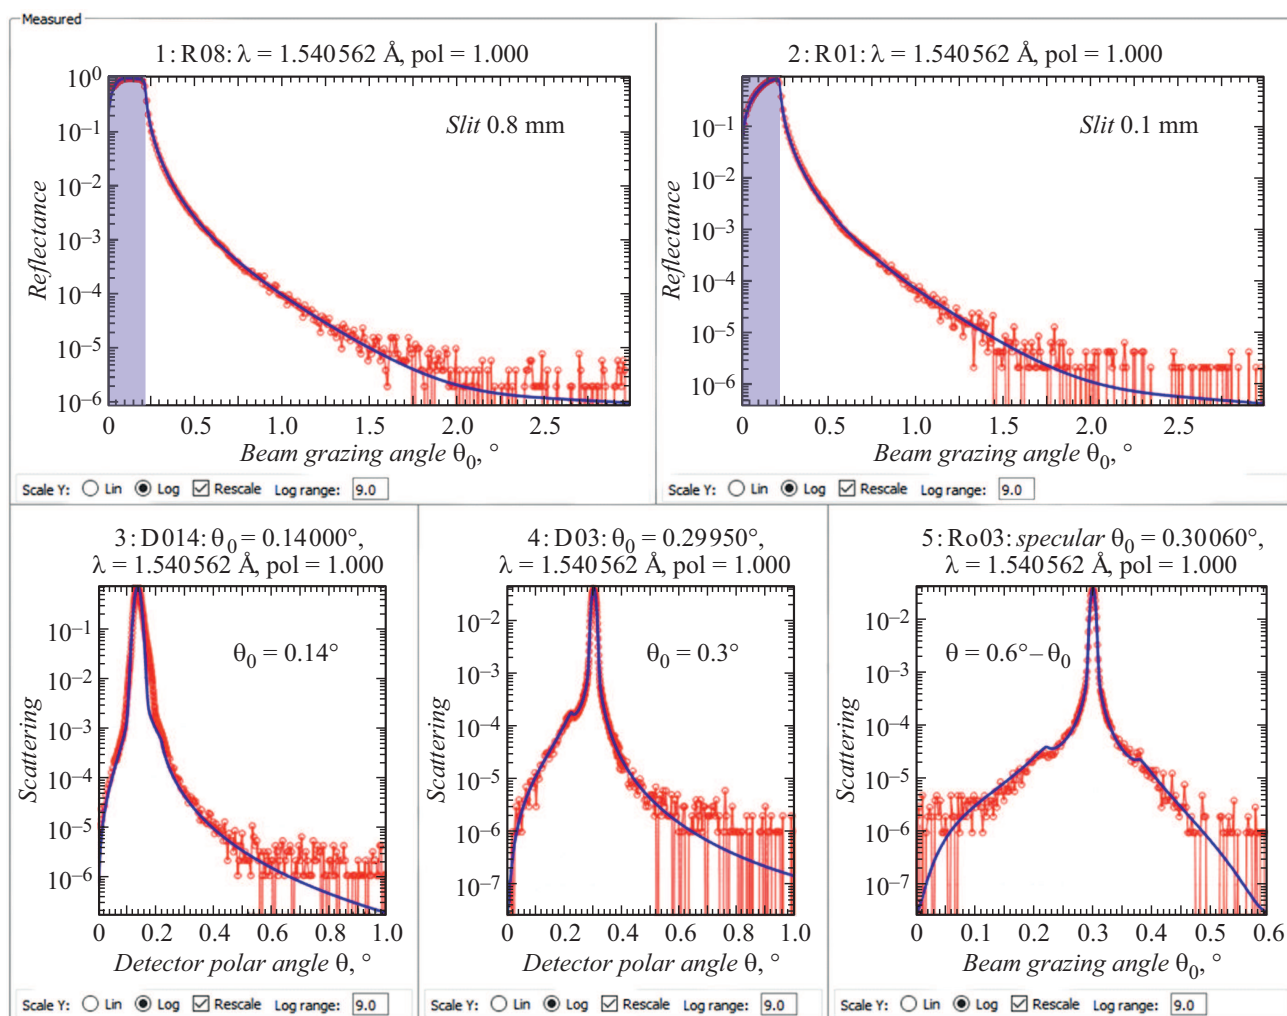 Measured
1: R08: λ = 1.540562 Å, pol = 1.000
Reflectance
10⁰
10⁻¹
10⁻²
10⁻³
10⁻⁴
10⁻⁵
10⁻⁶
Slit 0.8 mm
0 0.5 1.0 1.5 2.0 2.5
Beam grazing angle θ₀, °
Scale Y: Lin Log Rescale Log range: 9.0
2: R01: λ = 1.540562 Å, pol = 1.000
Reflectance
10⁻¹
10⁻²
10⁻³
10⁻⁴
10⁻⁵
10⁻⁶
Slit 0.1 mm
0 0.5 1.0 1.5 2.0 2.5
Beam grazing angle θ₀, °
Scale Y: Lin Log Rescale Log range: 9.0
3: D014: θ₀ = 0.14000°,
λ = 1.540562 Å, pol = 1.000
Scattering
10⁻¹
10⁻²
10⁻³
10⁻⁴
10⁻⁵
10⁻⁶
θ₀ = 0.14°
0 0.2 0.4 0.6 0.8 1.0
Detector polar angle θ, °
Scale Y: Lin Log Rescale Log range: 9.0
4: D03: θ₀ = 0.29950°,
λ = 1.540562 Å, pol = 1.000
Scattering
10⁻²
10⁻³
10⁻⁴
10⁻⁵
10⁻⁶
10⁻⁷
θ₀ = 0.3°
0 0.2 0.4 0.6 0.8 1.0
Detector polar angle θ, °
Scale Y: Lin Log Rescale Log range: 9.0
5: Ro03: specular θ₀ = 0.30060°,
λ = 1.540562 Å, pol = 1.000
Scattering
10⁻²
10⁻³
10⁻⁴
10⁻⁵
10⁻⁶
10⁻⁷
θ = 0.6° – θ₀
0 0.1 0.2 0.3 0.4 0.5 0.6
Beam grazing angle θ₀, °
Scale Y: Lin Log Rescale Log range: 9.0